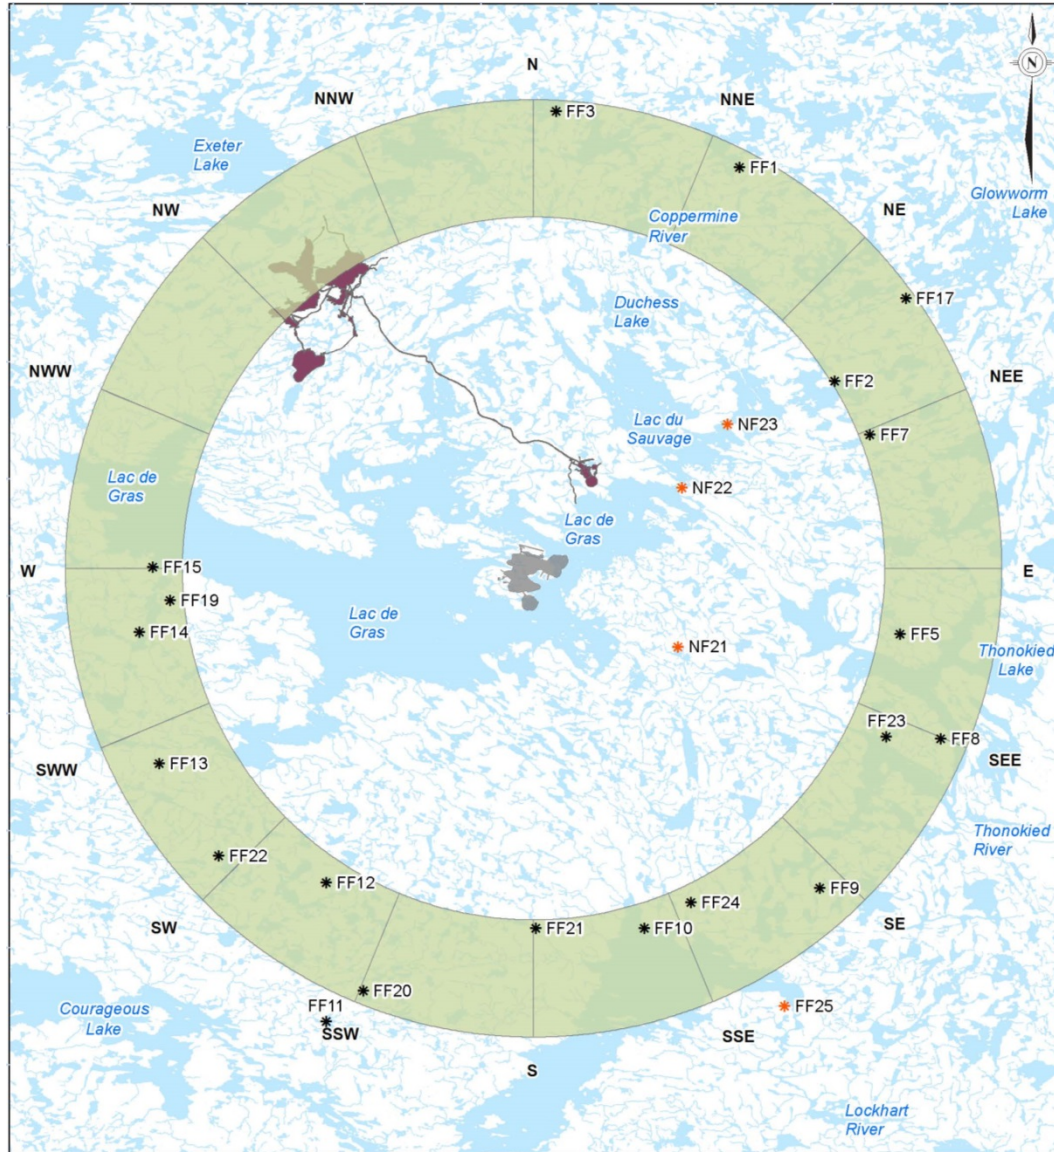 N
NNW
NNE
N
FF3
Exeter
Lake
FF1
Glowworm
Lake
NW
NE
Coppermine
River
FF17
Duchess
Lake
NWW
NEE
FF2
Lac du
Sauvage
NF23
FF7
Lac de
Gras
NF22
Lac de
Gras
W
FF15
E
FF19
Lac de
Gras
FF14
FF5
NF21
Thonokied
Lake
FF23
FF8
SEE
SWW
FF13
Thonokied
River
FF22
FF12
FF9
FF24
SW
SE
FF21
FF10
FF20
FF11
SSW
FF25
Courageous
Lake
SSE
S
Lockhart
River